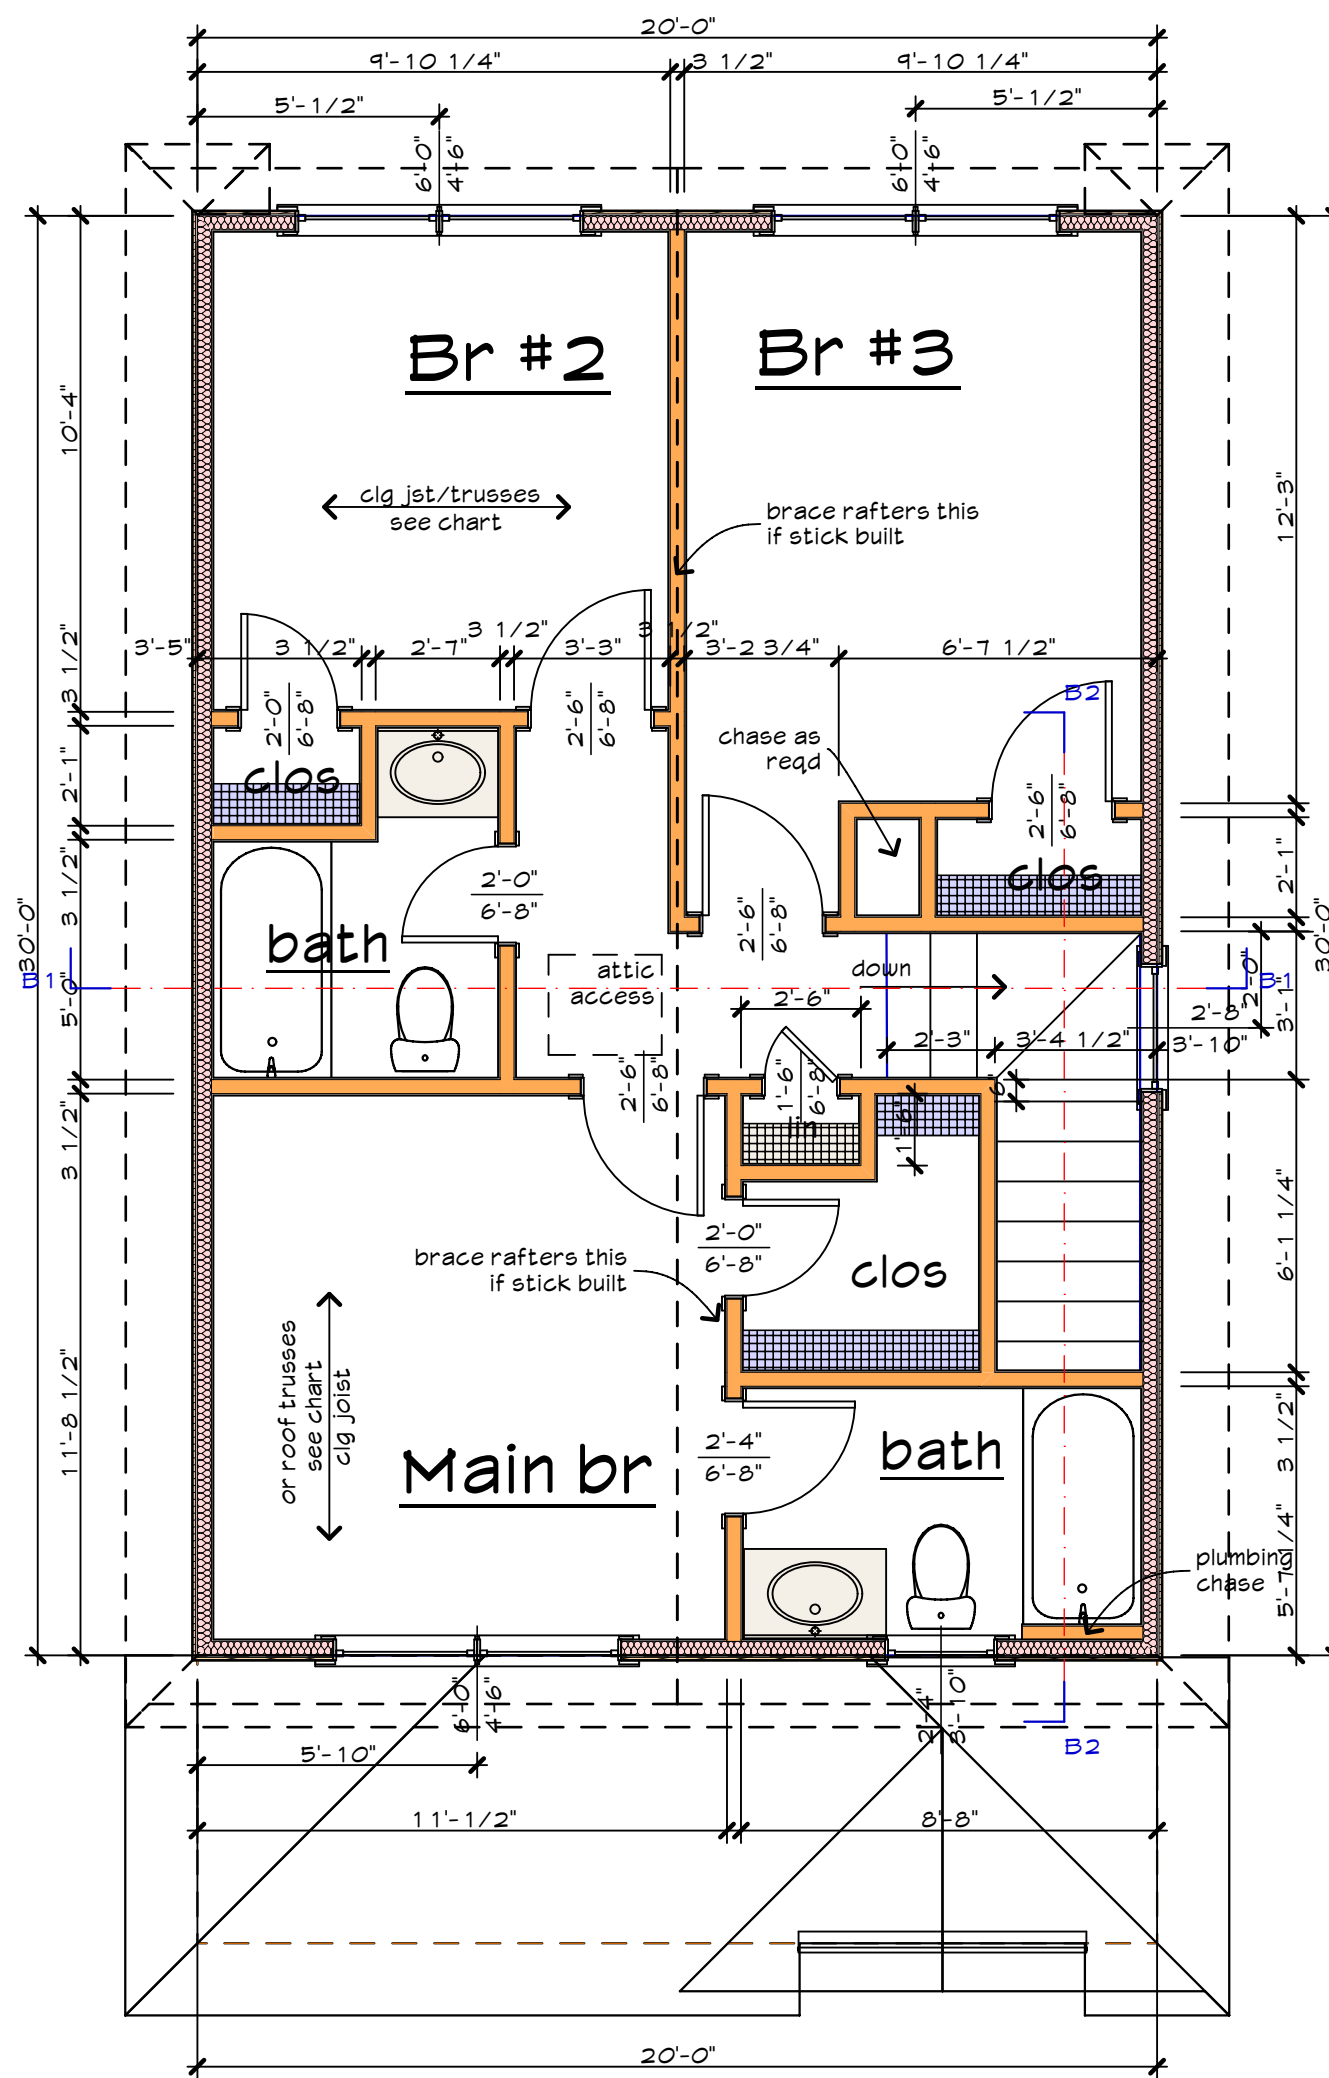 20'-0"
9'-10 1/4"
3 1/2"
9'-10 1/4"
5'-1/2"
5'-1/2"
6'-0"
4'-6"
6'-0"
4'-6"
Br #2
Br #3
10'-4"
12'-3"
clg jst/trusses
see chart
brace rafters this
if stick built
3'-5"
3 1/2"
2'-7"
3 1/2"
3'-3"
3 1/2"
3'-2 3/4"
6'-7 1/2"
3 1/2"
2'-0"
6'-8"
2'-6"
6'-8"
B2
chase as
reqd
clos
2'-1"
2'-6"
6'-8"
clos
2'-1"
3 1/2"
2'-0"
6'-8"
2'-6"
6'-8"
bath
30'-0"
30'-0"
B1
B1
5'-0"
attic
access
down
2'-6"
2'-0"
3'-1"
2'-8"
3'-10"
2'-3"
3'-4 1/2"
6"
2'-6"
6'-8"
1'-6"
6'-8"
lin
1'-6"
3 1/2"
2'-0"
6'-8"
6'-1 1/4"
brace rafters this
if stick built
clos
or roof trusses
see chart
clg joist
11'-8 1/2"
Main br
2'-4"
6'-8"
bath
3 1/2"
5'-7 1/4"
plumbing
chase
6'-0"
4'-6"
2'-4"
3'-10"
B2
5'-10"
11'-1/2"
8'-8"
20'-0"